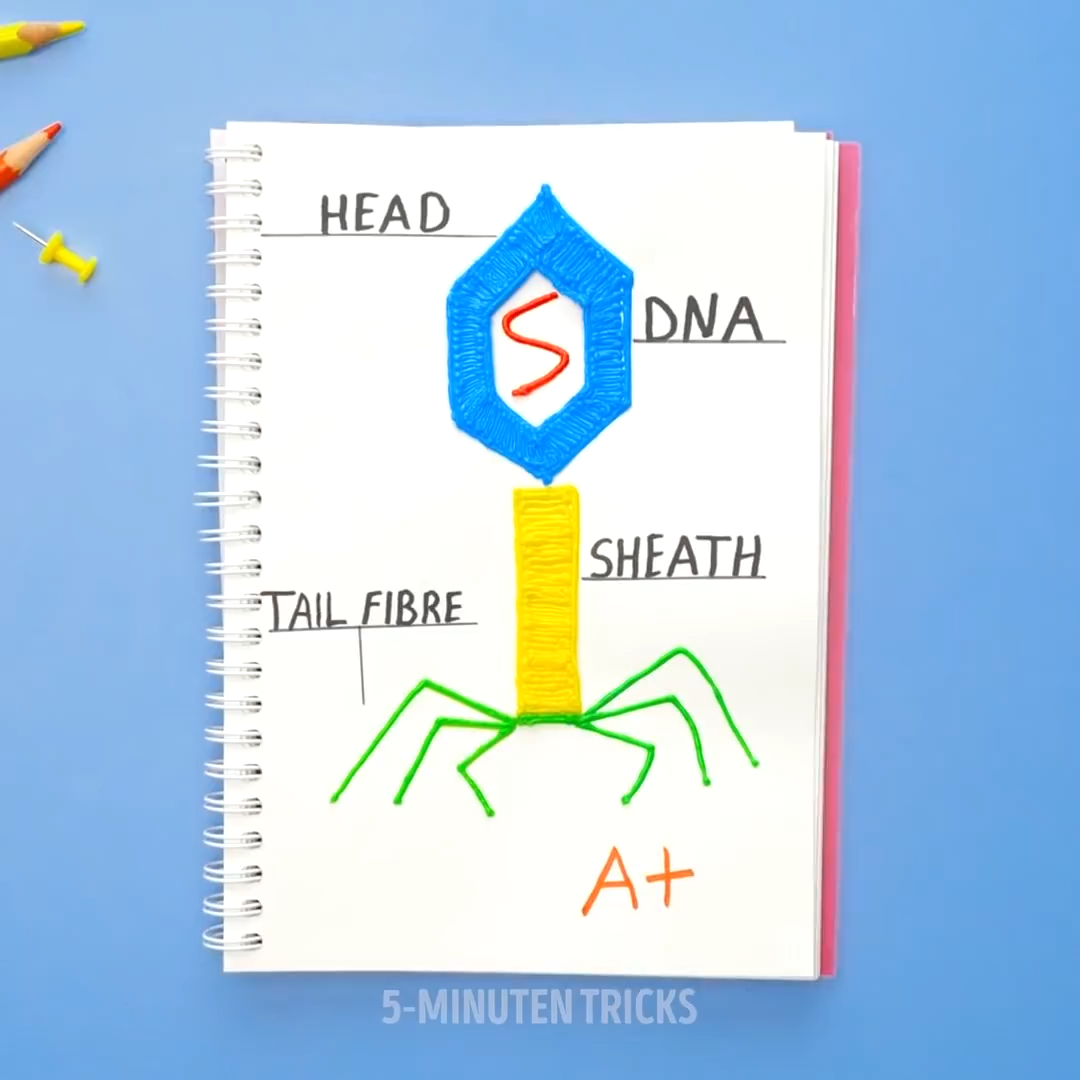 HEAD
DNA
SHEATH
TAIL FIBRE
A+
5-MINUTEN TRICKS